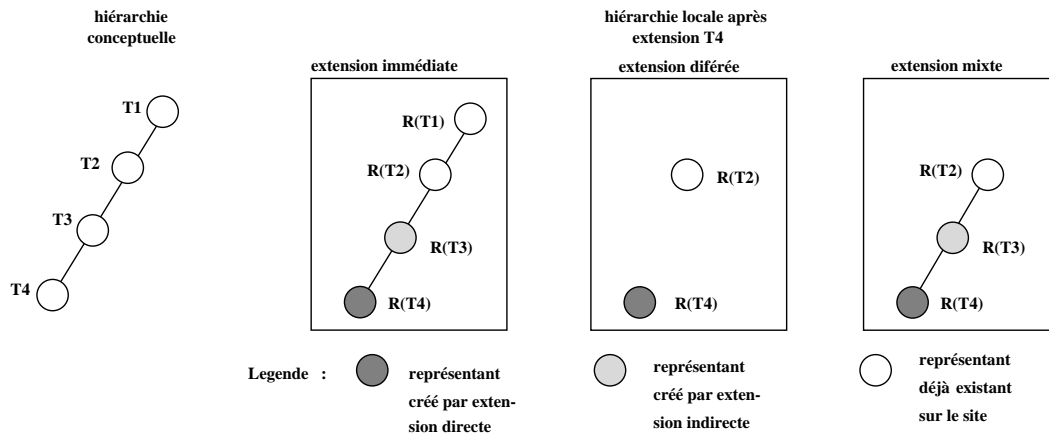 hiérarchie
conceptuelle
hiérarchie locale après
extension T4
extension immédiate
extension diférée
extension mixte
T1
T2
T3
T4
R(T1)
R(T2)
R(T3)
R(T4)
R(T2)
R(T4)
R(T2)
R(T3)
R(T4)
Legende :
représentant
créé par exten-
sion directe
représentant
créé par exten-
sion indirecte
représentant
déjà existant
sur le site